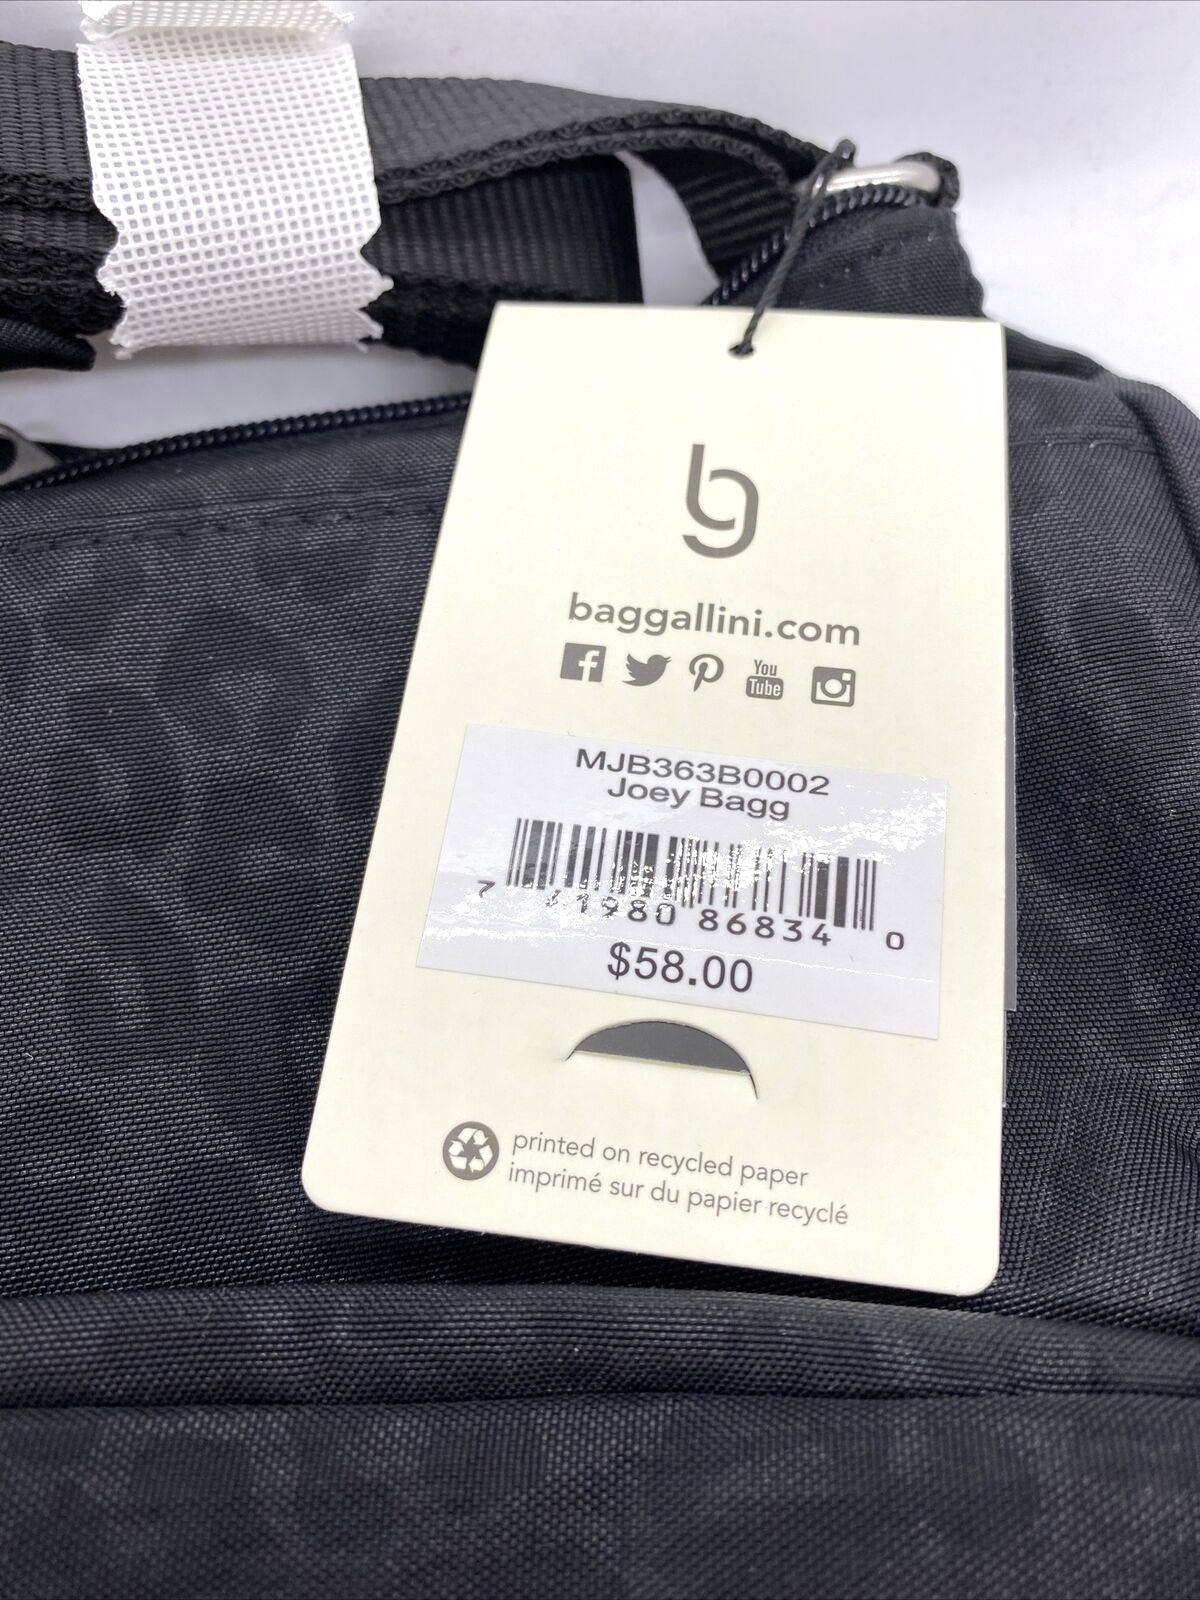 bg
baggallini.com
You
Tube
MJB363B0002
Joey Bagg
7 41980 86834 0
$58.00
printed on recycled paper
imprimé sur du papier recyclé